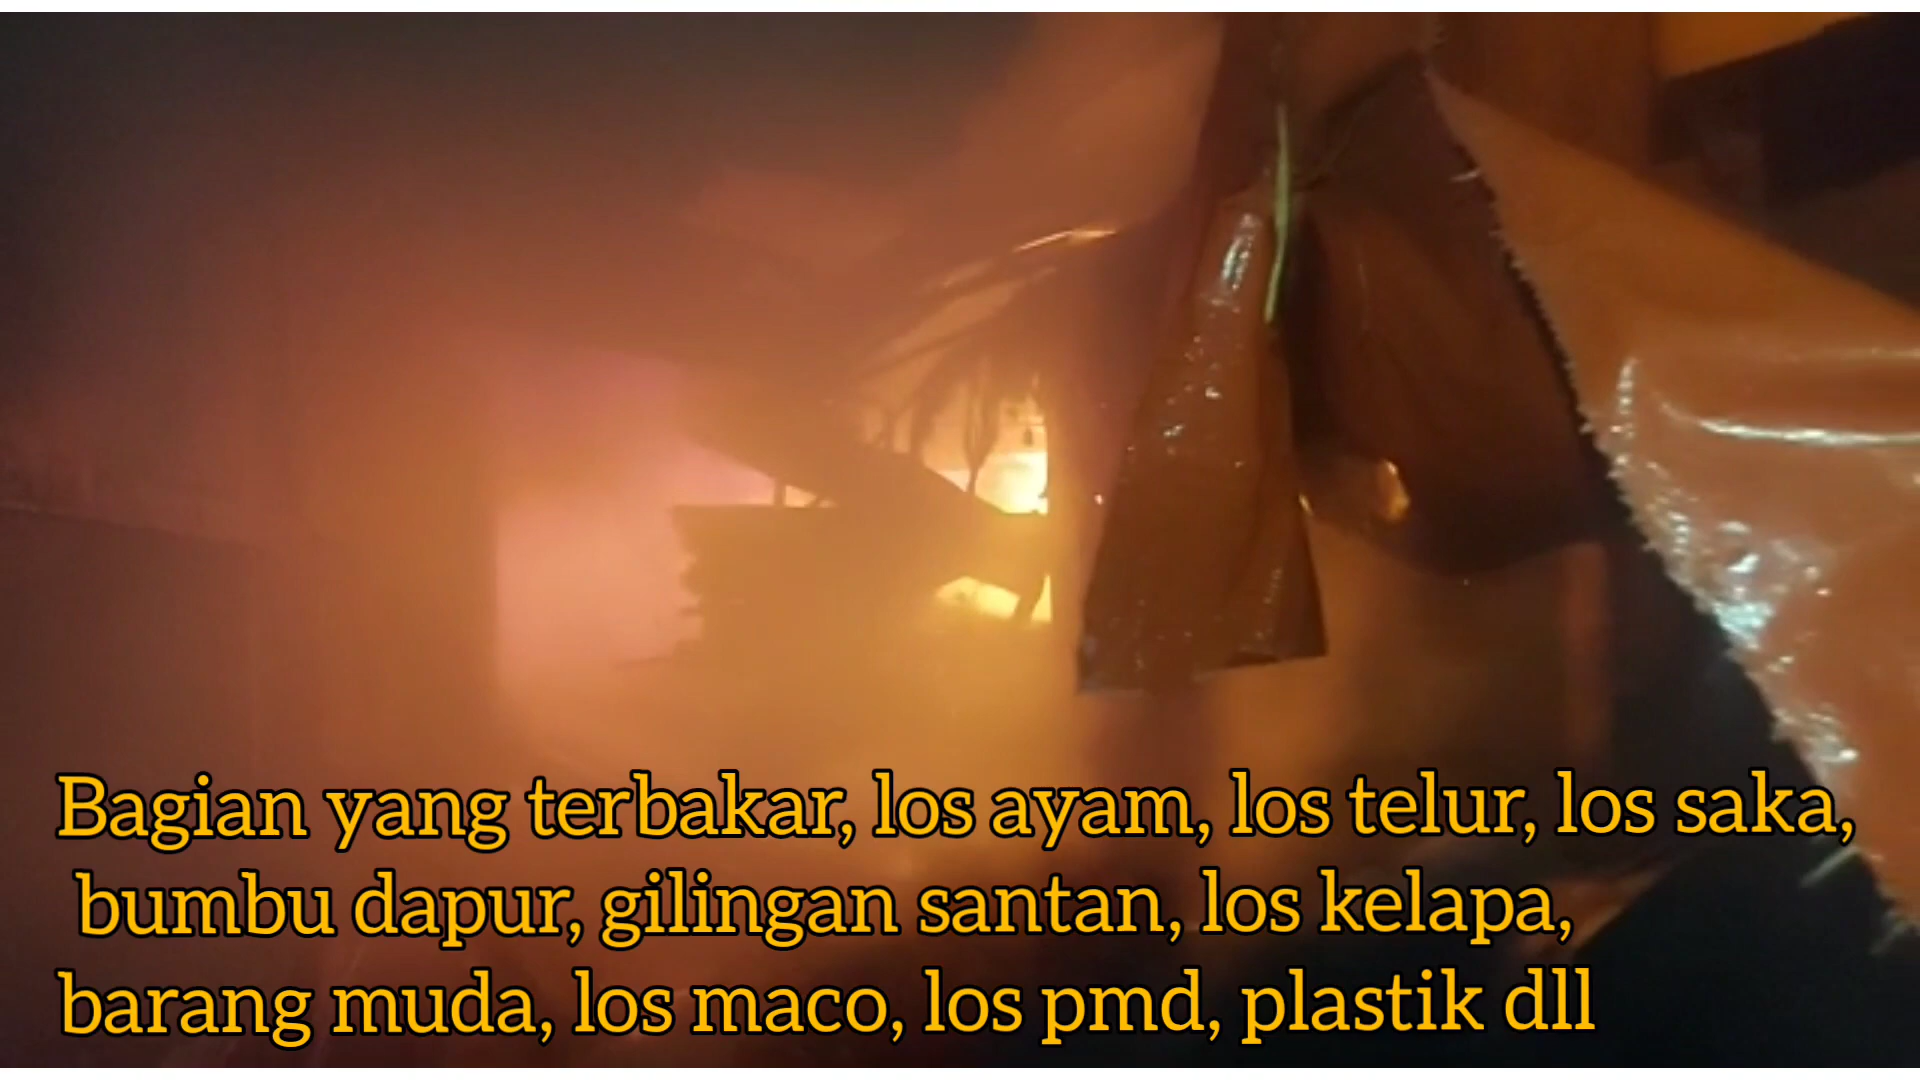 Bagian yang terbakar, los ayam, los telur, los saka,
bumbu dapur, gilingan santan, los kelapa,
barang muda, los maco, los pmd, plastik dll